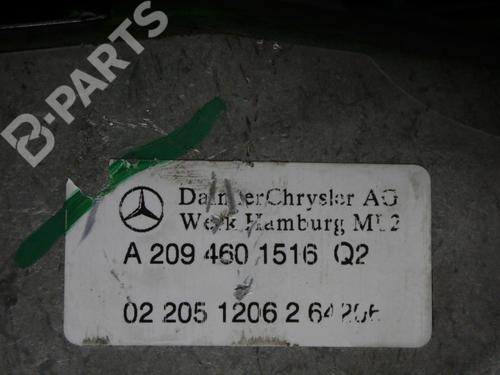 B-PARTS
DaimlerChrysler AG
Werk Hamburg
A 209 460 1516 Q2
02 205 1206 2